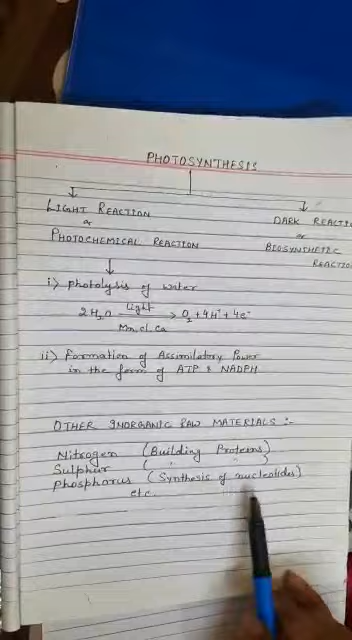 PHOTOSYNTHESIS
LIGHT REACTION
or
PHOTOCHEMICAL REACTION
DARK REACTIO
or
BIOSYNTHETIC
REACTION
i) Photolysis of water
2H₂O —Light→ O₂ + 4H⁺ + 4e⁻
Mn, Cl, Ca
ii) Formation of Assimilatory Power
in the form of ATP & NADPH
OTHER INORGANIC RAW MATERIALS :-
Nitrogen (Building Proteins)
Sulphur ( " " )
Phosphorus (Synthesis of nucleotides)
etc.